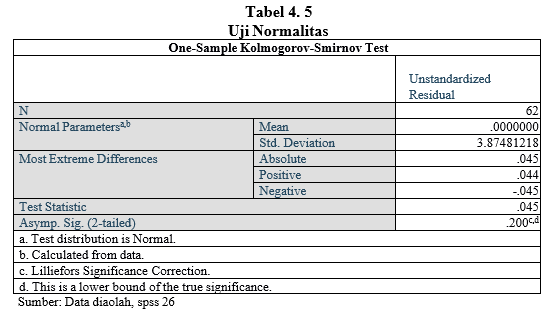 Tabel 4. 5
Uji Normalitas
One-Sample Kolmogorov-Smirnov Test
Unstandardized
Residual
N 62
Normal Parametersa,b Mean .0000000
Std. Deviation 3.87481218
Most Extreme Differences Absolute .045
Positive .044
Negative -.045
Test Statistic .045
Asymp. Sig. (2-tailed) .200c,d
a. Test distribution is Normal.
b. Calculated from data.
c. Lilliefors Significance Correction.
d. This is a lower bound of the true significance.
Sumber: Data diaolah, spss 26